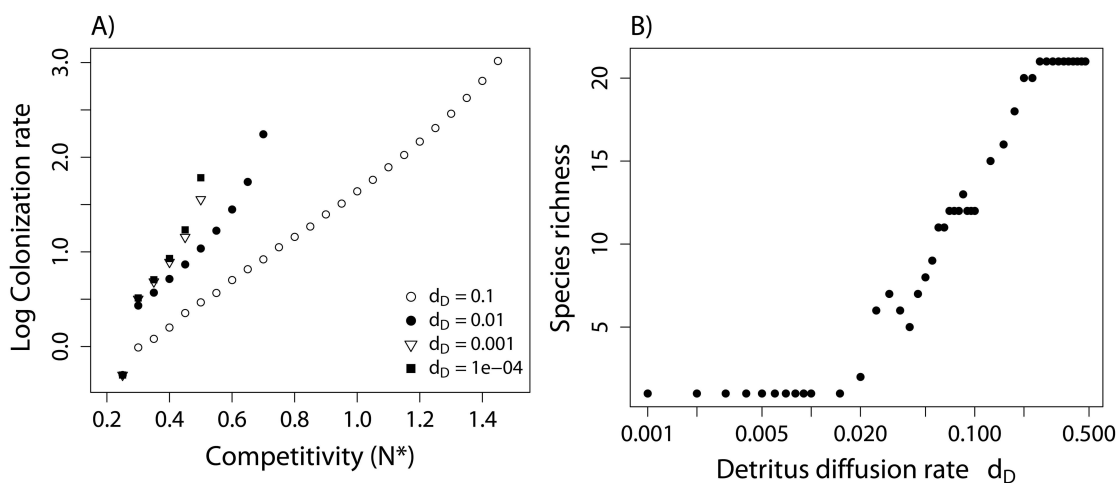 A)
Log Colonization rate
3.0
2.0
1.0
0.0
d_D = 0.1
d_D = 0.01
d_D = 0.001
d_D = 1e−04
0.2 0.4 0.6 0.8 1.0 1.2 1.4
Competitivity (N*)
B)
Species richness
20
15
10
5
0.001 0.005 0.020 0.100 0.500
Detritus diffusion rate d_D